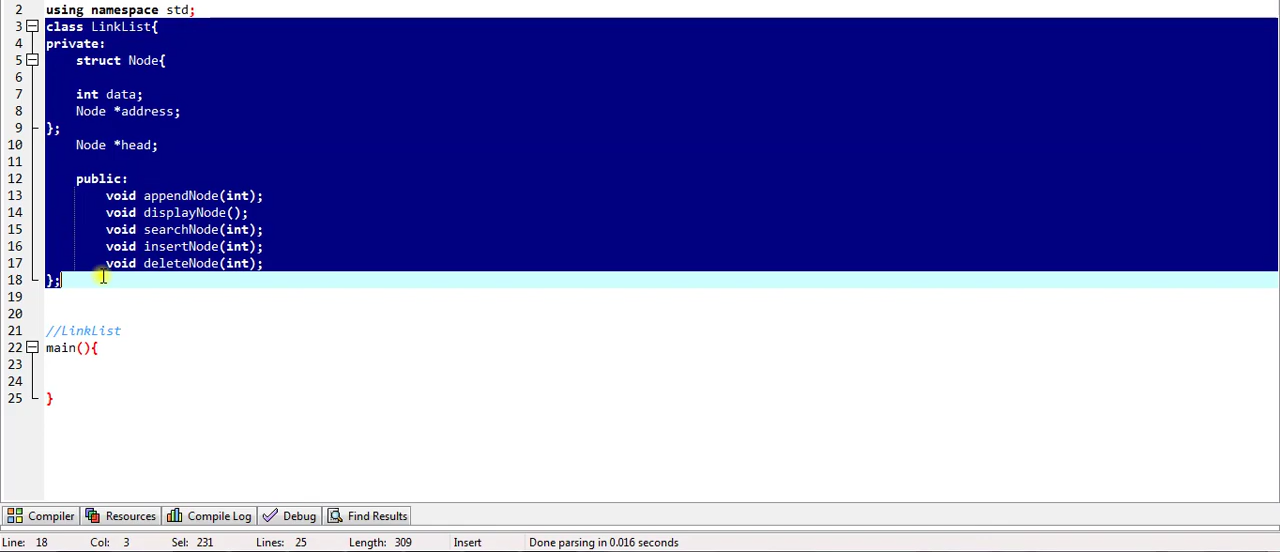 2 using namespace std;
3 class LinkList{
4 private:
5 struct Node{
6
7 int data;
8 Node *address;
9 };
10 Node *head;
11
12 public:
13 void appendNode(int);
14 void displayNode();
15 void searchNode(int);
16 void insertNode(int);
17 void deleteNode(int);
18 };
19
20
21 //LinkList
22 main(){
23
24
25 }
Compiler Resources Compile Log Debug Find Results
Line: 18 Col: 3 Sel: 231 Lines: 25 Length: 309 Insert Done parsing in 0.016 seconds